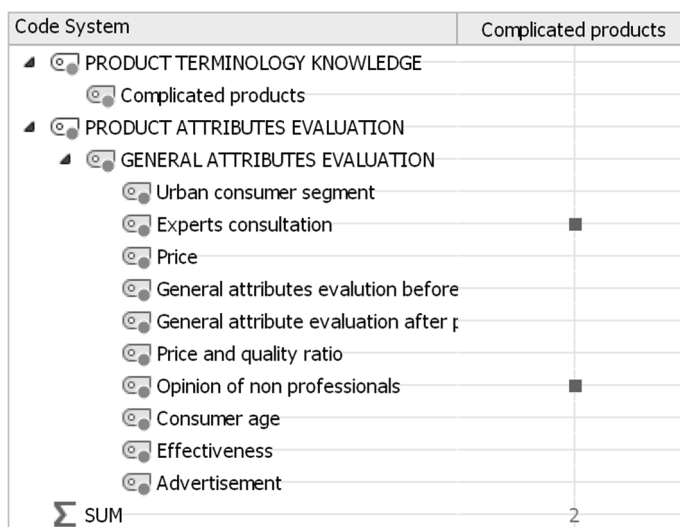 Code System
Complicated products
PRODUCT TERMINOLOGY KNOWLEDGE
Complicated products
PRODUCT ATTRIBUTES EVALUATION
GENERAL ATTRIBUTES EVALUATION
Urban consumer segment
Experts consultation
Price
General attributes evalution before
General attribute evaluation after p
Price and quality ratio
Opinion of non professionals
Consumer age
Effectiveness
Advertisement
Σ SUM 2